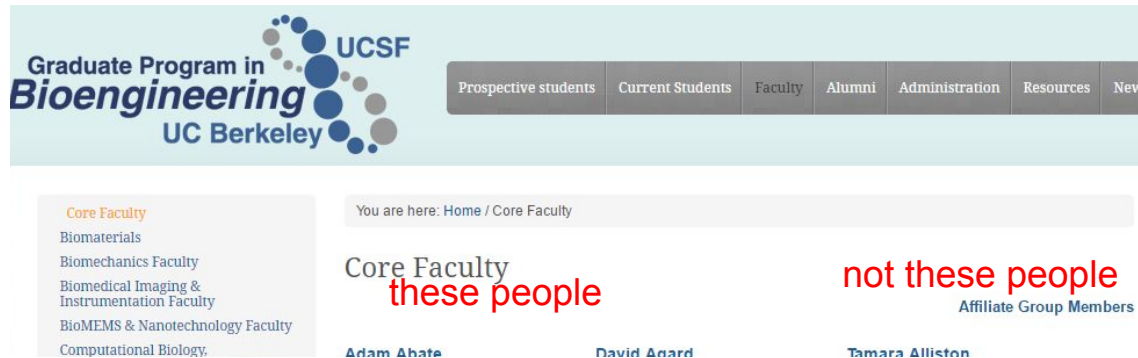 UCSF
Graduate Program in
Bioengineering
UC Berkeley
Prospective students Current Students Faculty Alumni Administration Resources New
Core Faculty
Biomaterials
Biomechanics Faculty
Biomedical Imaging &
Instrumentation Faculty
BioMEMS & Nanotechnology Faculty
Computational Biology,
You are here: Home / Core Faculty
Core Faculty
these people
not these people
Affiliate Group Members
Adam Abate David Agard Tamara Alliston